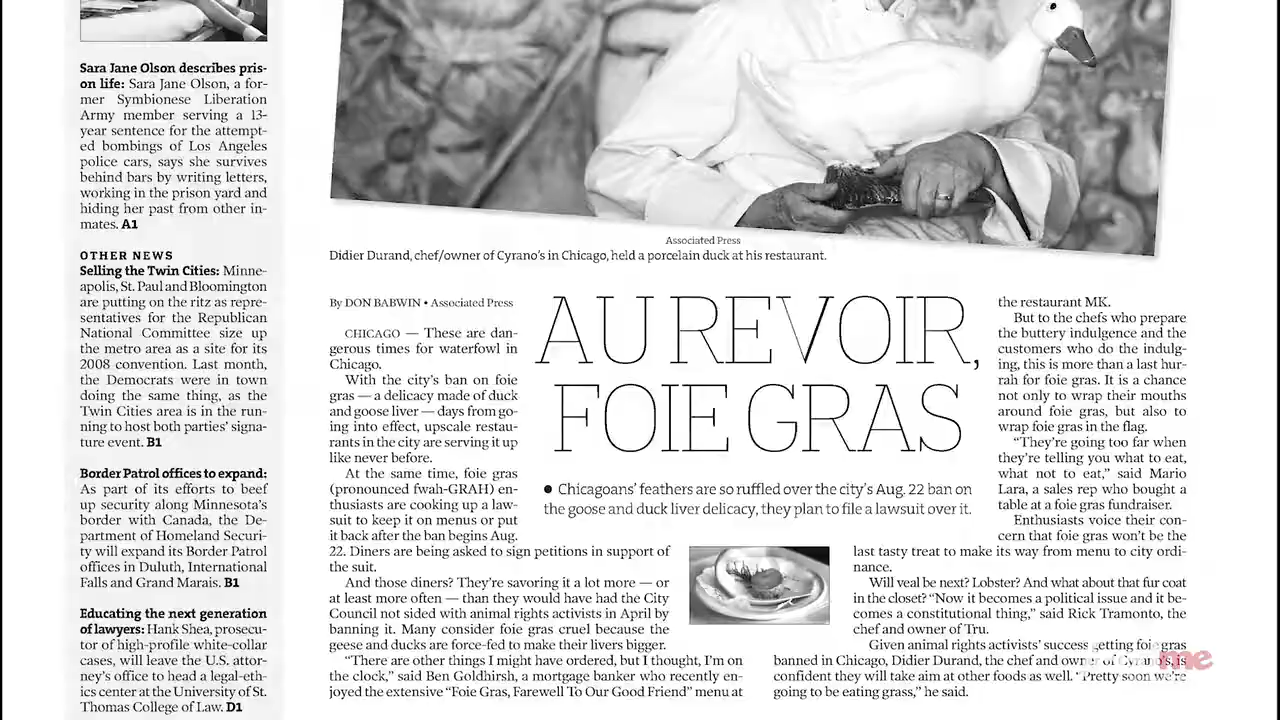 Sara Jane Olson describes pris-
on life: Sara Jane Olson, a for-
mer Symbionese Liberation
Army member serving a 13-
year sentence for the attempt-
ed bombings of Los Angeles
police cars, says she survives
behind bars by writing letters,
working in the prison yard and
hiding her past from other in-
mates. A1
OTHER NEWS
Selling the Twin Cities: Minne-
apolis, St. Paul and Bloomington
are putting on the ritz as repre-
sentatives for the Republican
National Committee size up
the metro area as a site for its
2008 convention. Last month,
the Democrats were in town
doing the same thing, as the
Twin Cities area is in the run-
ning to host both parties' signa-
ture event. B1
Border Patrol offices to expand:
As part of its efforts to beef
up security along Minnesota's
border with Canada, the De-
partment of Homeland Securi-
ty will expand its Border Patrol
offices in Duluth, International
Falls and Grand Marais. B1
Educating the next generation
of lawyers: Hank Shea, prosecu-
tor of high-profile white-collar
cases, will leave the U.S. attor-
ney's office to head a legal-eth-
ics center at the University of St.
Thomas College of Law. D1
Associated Press
Didier Durand, chef/owner of Cyrano's in Chicago, held a porcelain duck at his restaurant.
By DON BABWIN • Associated Press
AU REVOIR,
FOIE GRAS
• Chicagoans' feathers are so ruffled over the city's Aug. 22 ban on
the goose and duck liver delicacy, they plan to file a lawsuit over it.
CHICAGO — These are dan-
gerous times for waterfowl in
Chicago.
With the city's ban on foie
gras — a delicacy made of duck
and goose liver — days from go-
ing into effect, upscale restau-
rants in the city are serving it up
like never before.
At the same time, foie gras
(pronounced fwah-GRAH) en-
thusiasts are cooking up a law-
suit to keep it on menus or put
it back after the ban begins Aug.
22. Diners are being asked to sign petitions in support of
the suit.
And those diners? They're savoring it a lot more — or
at least more often — than they would have had the City
Council not sided with animal rights activists in April by
banning it. Many consider foie gras cruel because the
geese and ducks are force-fed to make their livers bigger.
"There are other things I might have ordered, but I thought, I'm on
the clock," said Ben Goldhirsh, a mortgage broker who recently en-
joyed the extensive "Foie Gras, Farewell To Our Good Friend" menu at
the restaurant MK.
But to the chefs who prepare
the buttery indulgence and the
customers who do the indulg-
ing, this is more than a last hur-
rah for foie gras. It is a chance
not only to wrap their mouths
around foie gras, but also to
wrap foie gras in the flag.
"They're going too far when
they're telling you what to eat,
what not to eat," said Mario
Lara, a sales rep who bought a
table at a foie gras fundraiser.
Enthusiasts voice their con-
cern that foie gras won't be the
last tasty treat to make its way from menu to city ordi-
nance.
Will veal be next? Lobster? And what about that fur coat
in the closet? "Now it becomes a political issue and it be-
comes a constitutional thing," said Rick Tramonto, the
chef and owner of Tru.
Given animal rights activists' success getting foie gras
banned in Chicago, Didier Durand, the chef and owner of Cyrano's, is
confident they will take aim at other foods as well. "Pretty soon we're
going to be eating grass," he said.
me